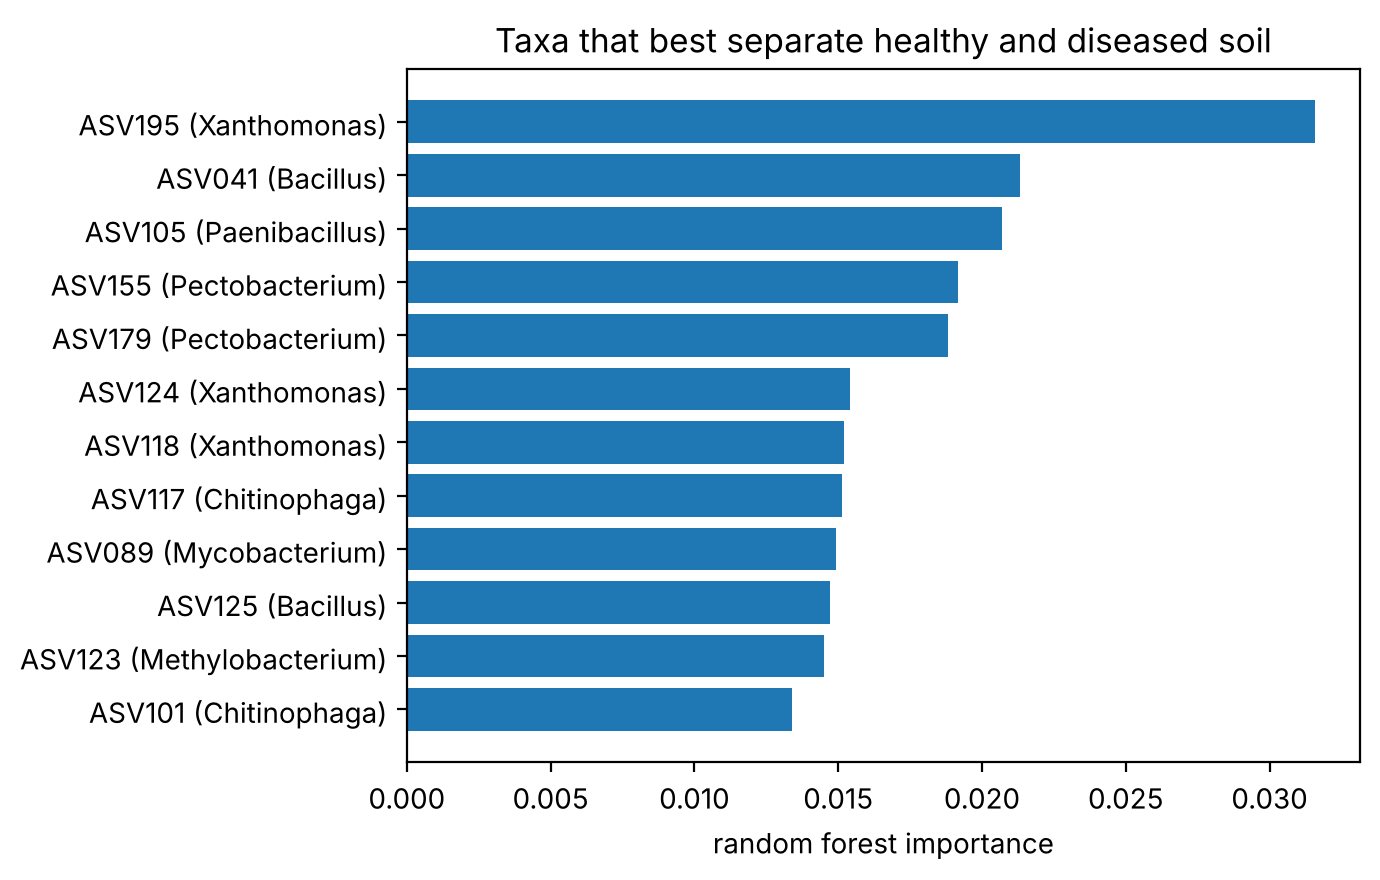 Taxa that best separate healthy and diseased soil
ASV195 (Xanthomonas)
ASV041 (Bacillus)
ASV105 (Paenibacillus)
ASV155 (Pectobacterium)
ASV179 (Pectobacterium)
ASV124 (Xanthomonas)
ASV118 (Xanthomonas)
ASV117 (Chitinophaga)
ASV089 (Mycobacterium)
ASV125 (Bacillus)
ASV123 (Methylobacterium)
ASV101 (Chitinophaga)
0.000 0.005 0.010 0.015 0.020 0.025 0.030
random forest importance